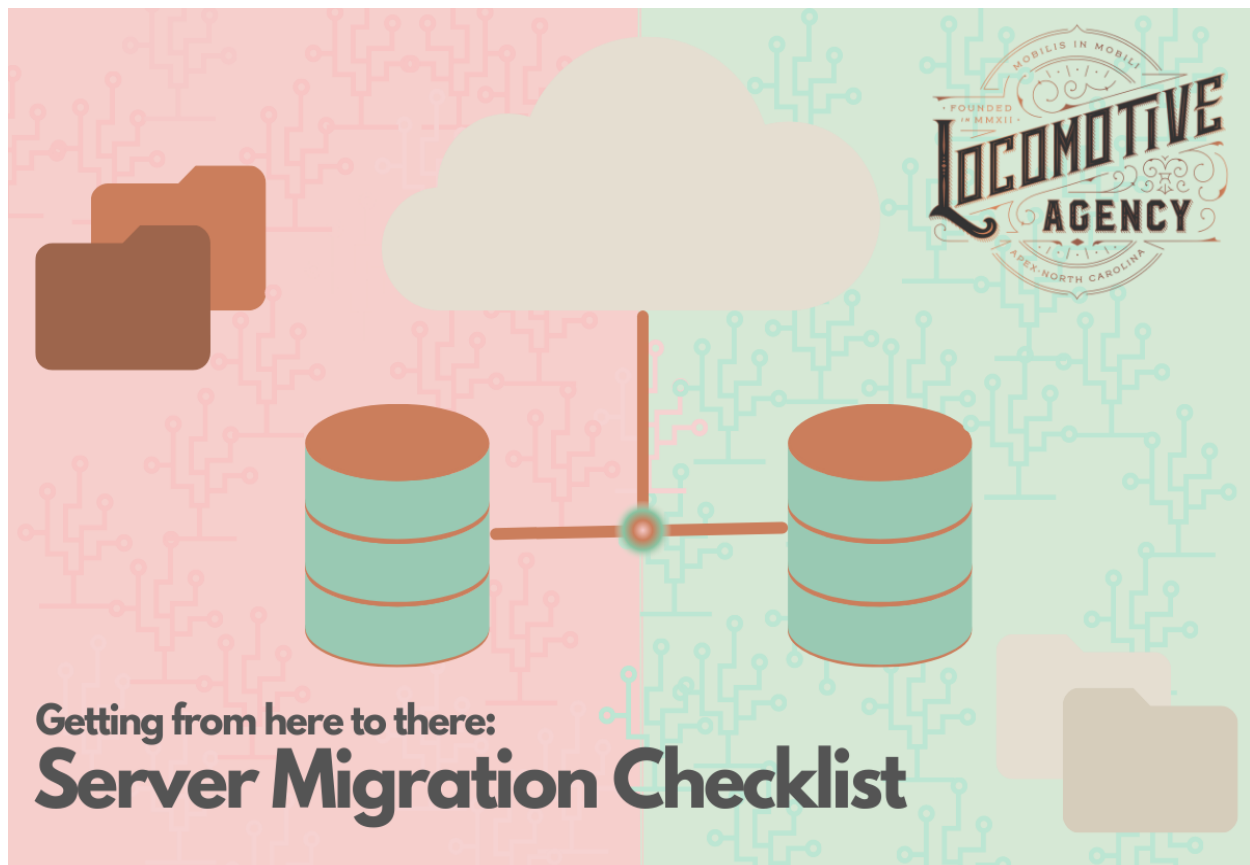 MOBILIS IN MOBILI
· FOUNDED ·
IN MMXII ·
LOCOMOTIVE
AGENCY
APEX·NORTH CAROLINA
Getting from here to there:
Server Migration Checklist